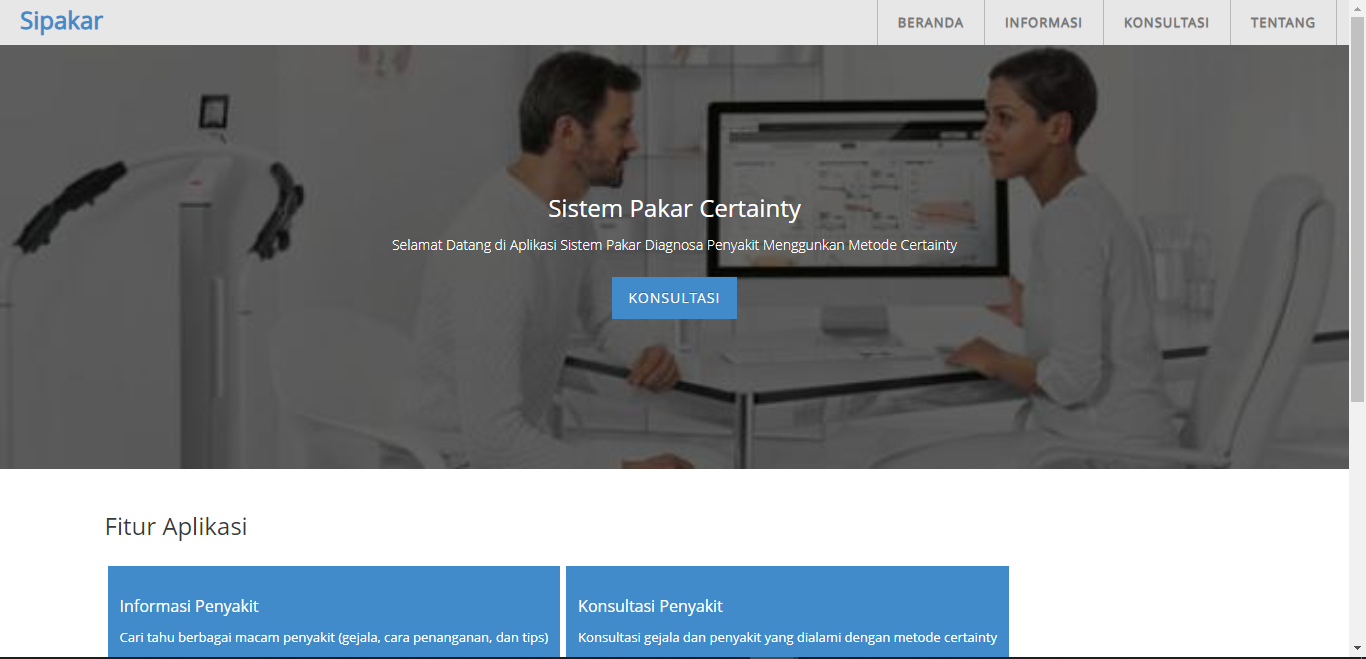 Sipakar
BERANDA
INFORMASI
KONSULTASI
TENTANG
Sistem Pakar Certainty
Selamat Datang di Aplikasi Sistem Pakar Diagnosa Penyakit Menggunkan Metode Certainty
KONSULTASI
Fitur Aplikasi
Informasi Penyakit
Cari tahu berbagai macam penyakit (gejala, cara penanganan, dan tips)
Konsultasi Penyakit
Konsultasi gejala dan penyakit yang dialami dengan metode certainty